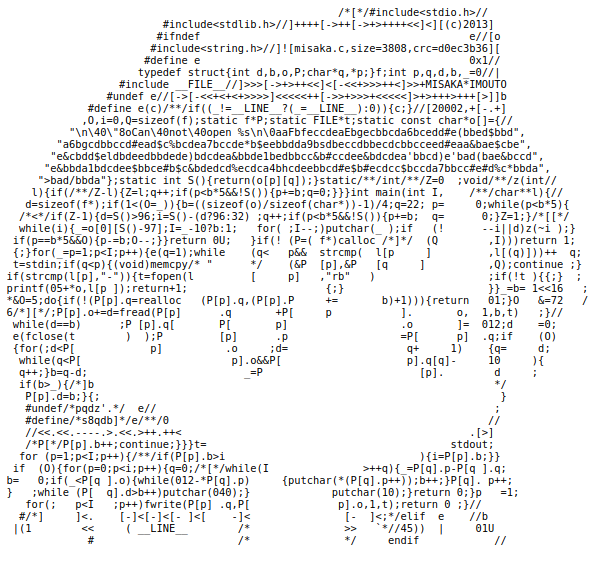 /*[*/#include<stdio.h>//
#include<stdlib.h>//]++++[->++[->+>++++<<]<][(c)2013]
#ifndef e//[o
#include<string.h>//]![misaka.c,size=3808,crc=d0ec3b36][
#define e 0x1//
typedef struct{int d,b,o,P;char*q,*p;}f;int p,q,d,b,_=0//|
#include __FILE__//]>>>[->+>++<<]<[-<<+>>>++<]>>+MISAKA*IMOUTO
#undef e//[->[-<<+<+<+>>>>]<<<<<++[->>+>>>+<<<<<]>+>+++>+++[>]]b
#define e(c)/**/if((_!=__LINE__?(_=__LINE__):0)){c;}//[20002,+[-.+]
,O,i=0,Q=sizeof(f);static f*P;static FILE*t;static const char*o[]={//
"\n\40\"8oCan\40not\40open %s\n\0aaFbfeccdeaEbgecbbcda6bcedd#e(bbed$bbd",
"a6bgcdbbccd#ead$c%bcdea7bccde*b$eebbdda9bsdbeccdbbecdcbbcceed#eaa&bae$cbe",
"e&cbdd$eldbdeedbbdede)bdcdea&bbde1bedbbcc&b#ccdee&bdcdea'bbcd)e'bad(bae&bccd",
"e&bbda1bdcdee$bbce#b$c&bdedcd%ecdca4bhcdeebbcd#e$b#ecdcc$bccda7bbcc#e#d%c*bbda",
">bad/bbda"};static int S(){return(o[p][q]);}static/**/int/**/Z=0 ;void/**/z(int//
l){if(/**/Z-l){Z=l;q++;if(p<b*5&&!S()){p+=b;q=0;}}}int main(int I, /**/char**l){//
d=sizeof(f*);if(1<(O=_)){b=((sizeof(o)/sizeof(char*))-1)/4;q=22; p= 0;while(p<b*5){
/*<*/if(Z-1){d=S()>96;i=S()-(d?96:32) ;q++;if(p<b*5&&!S()){p+=b; q= 0;}Z=1;}/*[[*/
while(i){_=o[0][S()-97];I=_-10?b:1; for( ;I--;)putchar(_ );if (! --i||d)z(~i );}
if(p==b*5&&O){p-=b;O--;}}return 0U; }if(! (P=( f*)calloc /*]*/ (Q ,I)))return 1;
{;}for(_=p=1;p<I;p++){e(q=1);while (q< p&& strcmp( l[p ] ,l[(q)]))++ q;
t=stdin;if(q<p){(void)memcpy/* " */ (&P [p],&P [q ] ,Q);continue ;}
if(strcmp(l[p],"-")){t=fopen(l [ p] ,"rb" ) ;if(!t ){{;} ;
printf(05+*o,l[p ]);return+1; {;} }}_=b= 1<<16 ;
*&O=5;do{if(!(P[p].q=realloc (P[p].q,(P[p].P += b)+1))){return 01;}O &=72 /
6/*][*/;P[p].o+=d=fread(P[p] .q +P[ p ]. o, 1,b,t) ;}//
while(d==b) ;P [p].q[ P[ p] .o ]= 012;d =0;
e(fclose(t ) );P [p] .p =P[ p] .q;if (O)
{for(;d<P[ p] .o ;d= q+ 1) {q= d;
while(q<P[ p].o&&P[ p].q[q]- 10 ){
q++;}b=q-d; _=P [p]. d ;
if(b>_){/*]b */
P[p].d=b;}{; }
#undef/*pqdz'.*/ e// ;
#define/*s8qdb]*/e/**/0 //
//<<.<<.----.>.<<.>++.++< .[>]
/*P[*/P[p].b++;continue;}}}t= stdout;
for (p=1;p<I;p++){/**/if(P[p].b>i ){i=P[p].b;}}
if (O){for(p=0;p<i;p++){q=0;/*[*/while(I >++q){_=P[q].p-P[q ].q;
b= 0;if(_<P[q ].o){while(012-*P[q].p) {putchar(*(P[q].p++));b++;}P[q]. p++;
} ;while (P[ q].d>b++)putchar(040);} putchar(10);}return 0;}p =1;
for(; p<I ;p++)fwrite(P[p] .q,P[ p].o,1,t);return 0 ;}//
#/*] ]<. [-]<[-]<[- ]<[ -]< [- ]<;*/elif e //b
|(1 << ( __LINE__ /* >> `*//45)) | 01U
# /* */ endif //